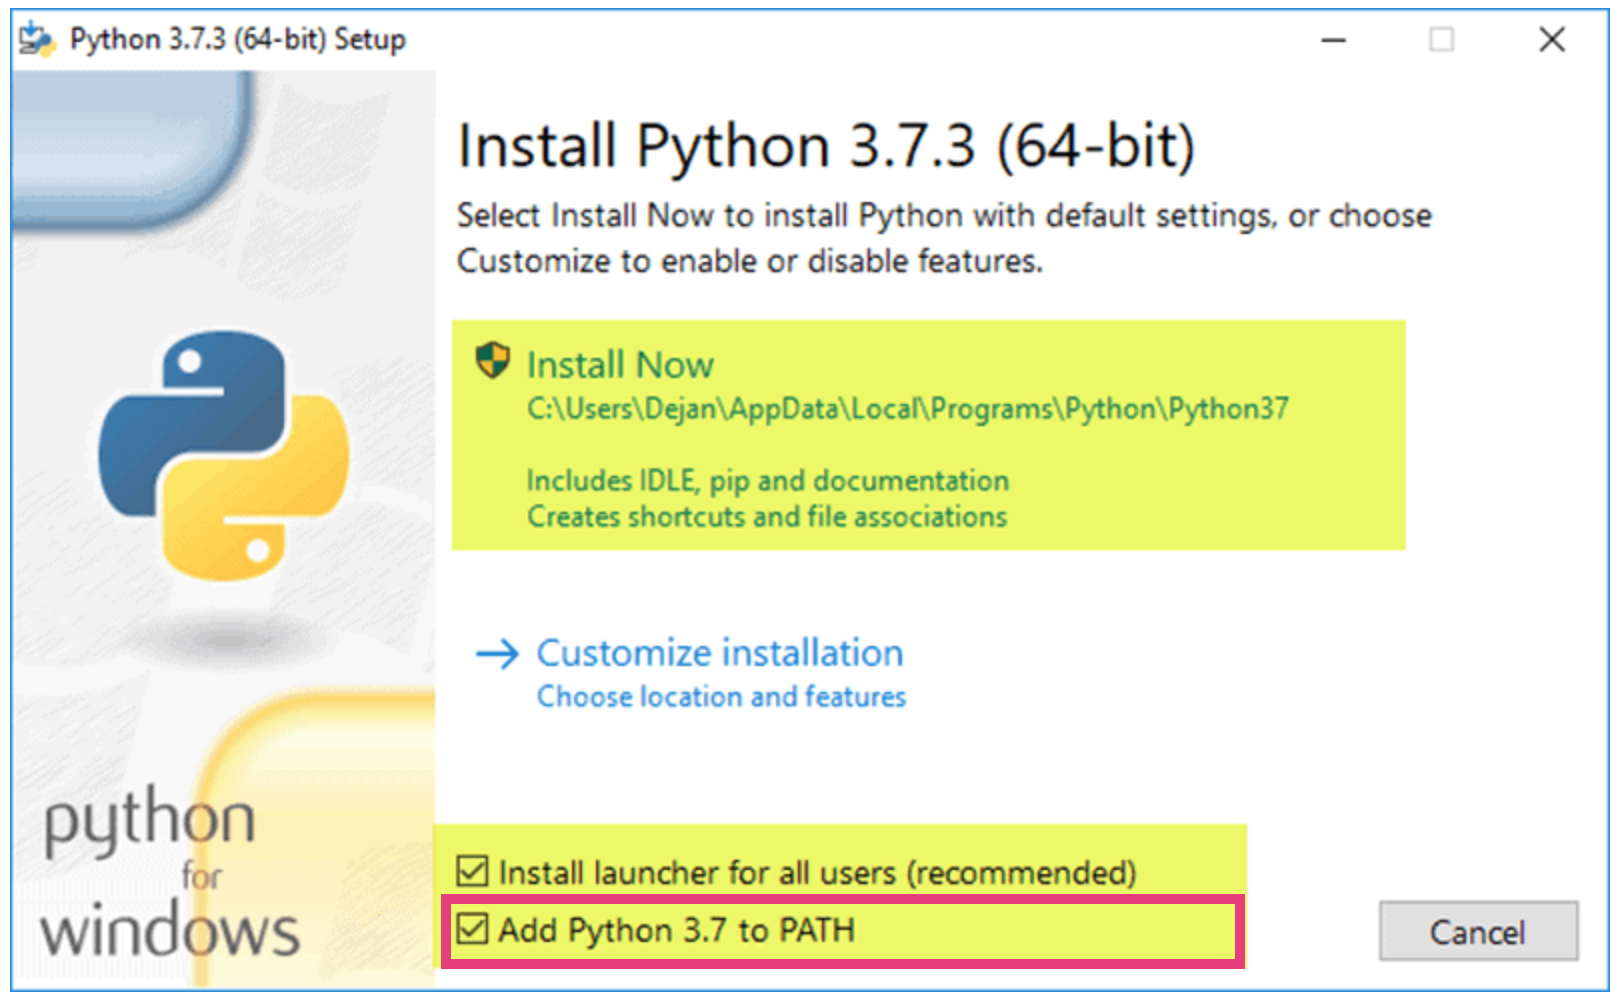 Python 3.7.3 (64-bit) Setup
Install Python 3.7.3 (64-bit)
Select Install Now to install Python with default settings, or choose
Customize to enable or disable features.
Install Now
C:\Users\Dejan\AppData\Local\Programs\Python\Python37
Includes IDLE, pip and documentation
Creates shortcuts and file associations
Customize installation
Choose location and features
python
for
windows
Install launcher for all users (recommended)
Add Python 3.7 to PATH
Cancel